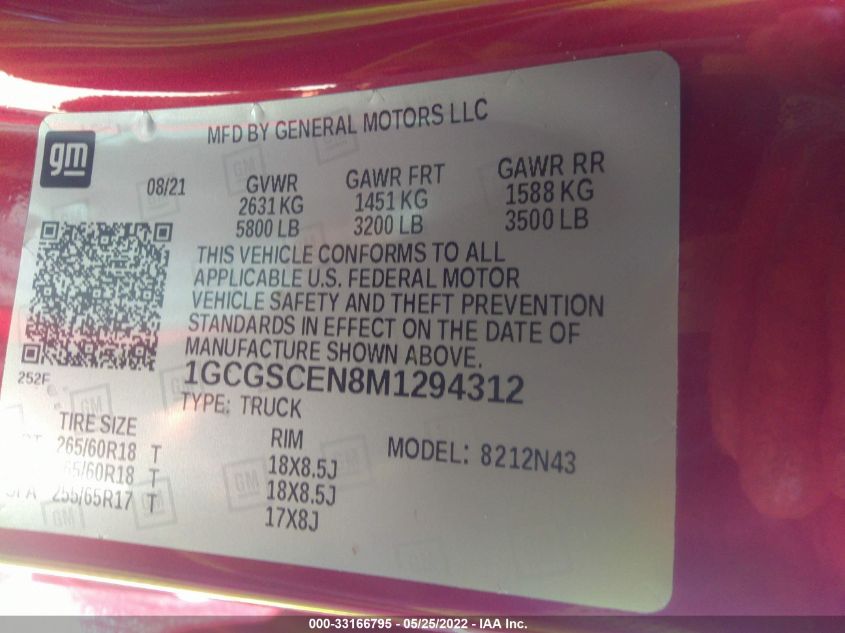 MFD BY GENERAL MOTORS LLC
gm
08/21 GVWR GAWR FRT GAWR RR
2631 KG 1451 KG 1588 KG
5800 LB 3200 LB 3500 LB
THIS VEHICLE CONFORMS TO ALL
APPLICABLE U.S. FEDERAL MOTOR
VEHICLE SAFETY AND THEFT PREVENTION
STANDARDS IN EFFECT ON THE DATE OF
MANUFACTURE SHOWN ABOVE.
252F
1GCGSCEN8M1294312
TYPE: TRUCK
TIRE SIZE RIM MODEL: 8212N43
265/60R18 T 18X8.5J
/60R18 T 18X8.5J
255/65R17 T 17X8J
000-33166795 - 05/25/2022 - IAA Inc.